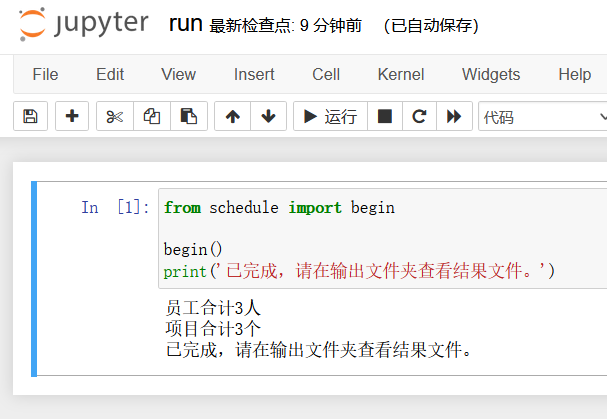 jupyter run 最新检查点: 9 分钟前 （已自动保存）
File Edit View Insert Cell Kernel Widgets Help
运行 代码
In [1]: from schedule import begin
begin()
print('已完成，请在输出文件夹查看结果文件。')
员工合计3人
项目合计3个
已完成，请在输出文件夹查看结果文件。